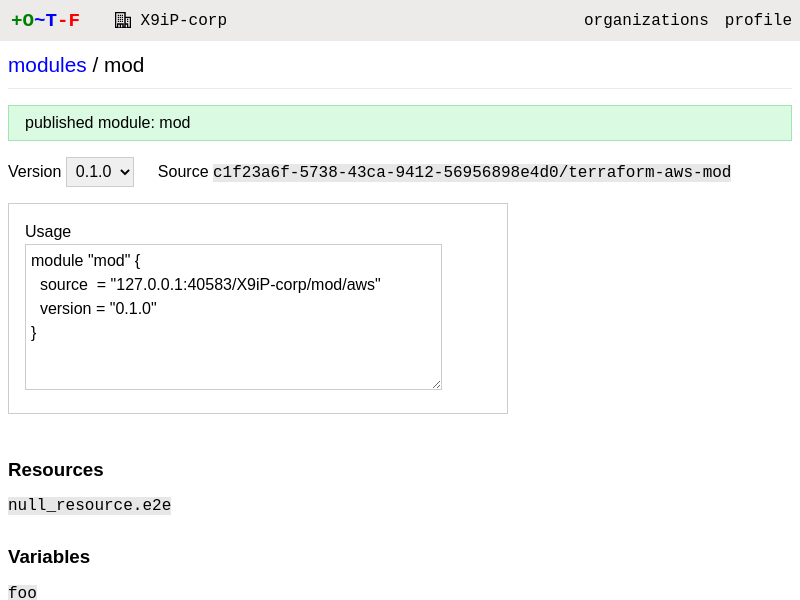 +O~T-F X9iP-corp organizations profile
modules / mod
published module: mod
Version 0.1.0 Source c1f23a6f-5738-43ca-9412-56956898e4d0/terraform-aws-mod
Usage
module "mod" {
  source  = "127.0.0.1:40583/X9iP-corp/mod/aws"
  version = "0.1.0"
}
Resources
null_resource.e2e
Variables
foo